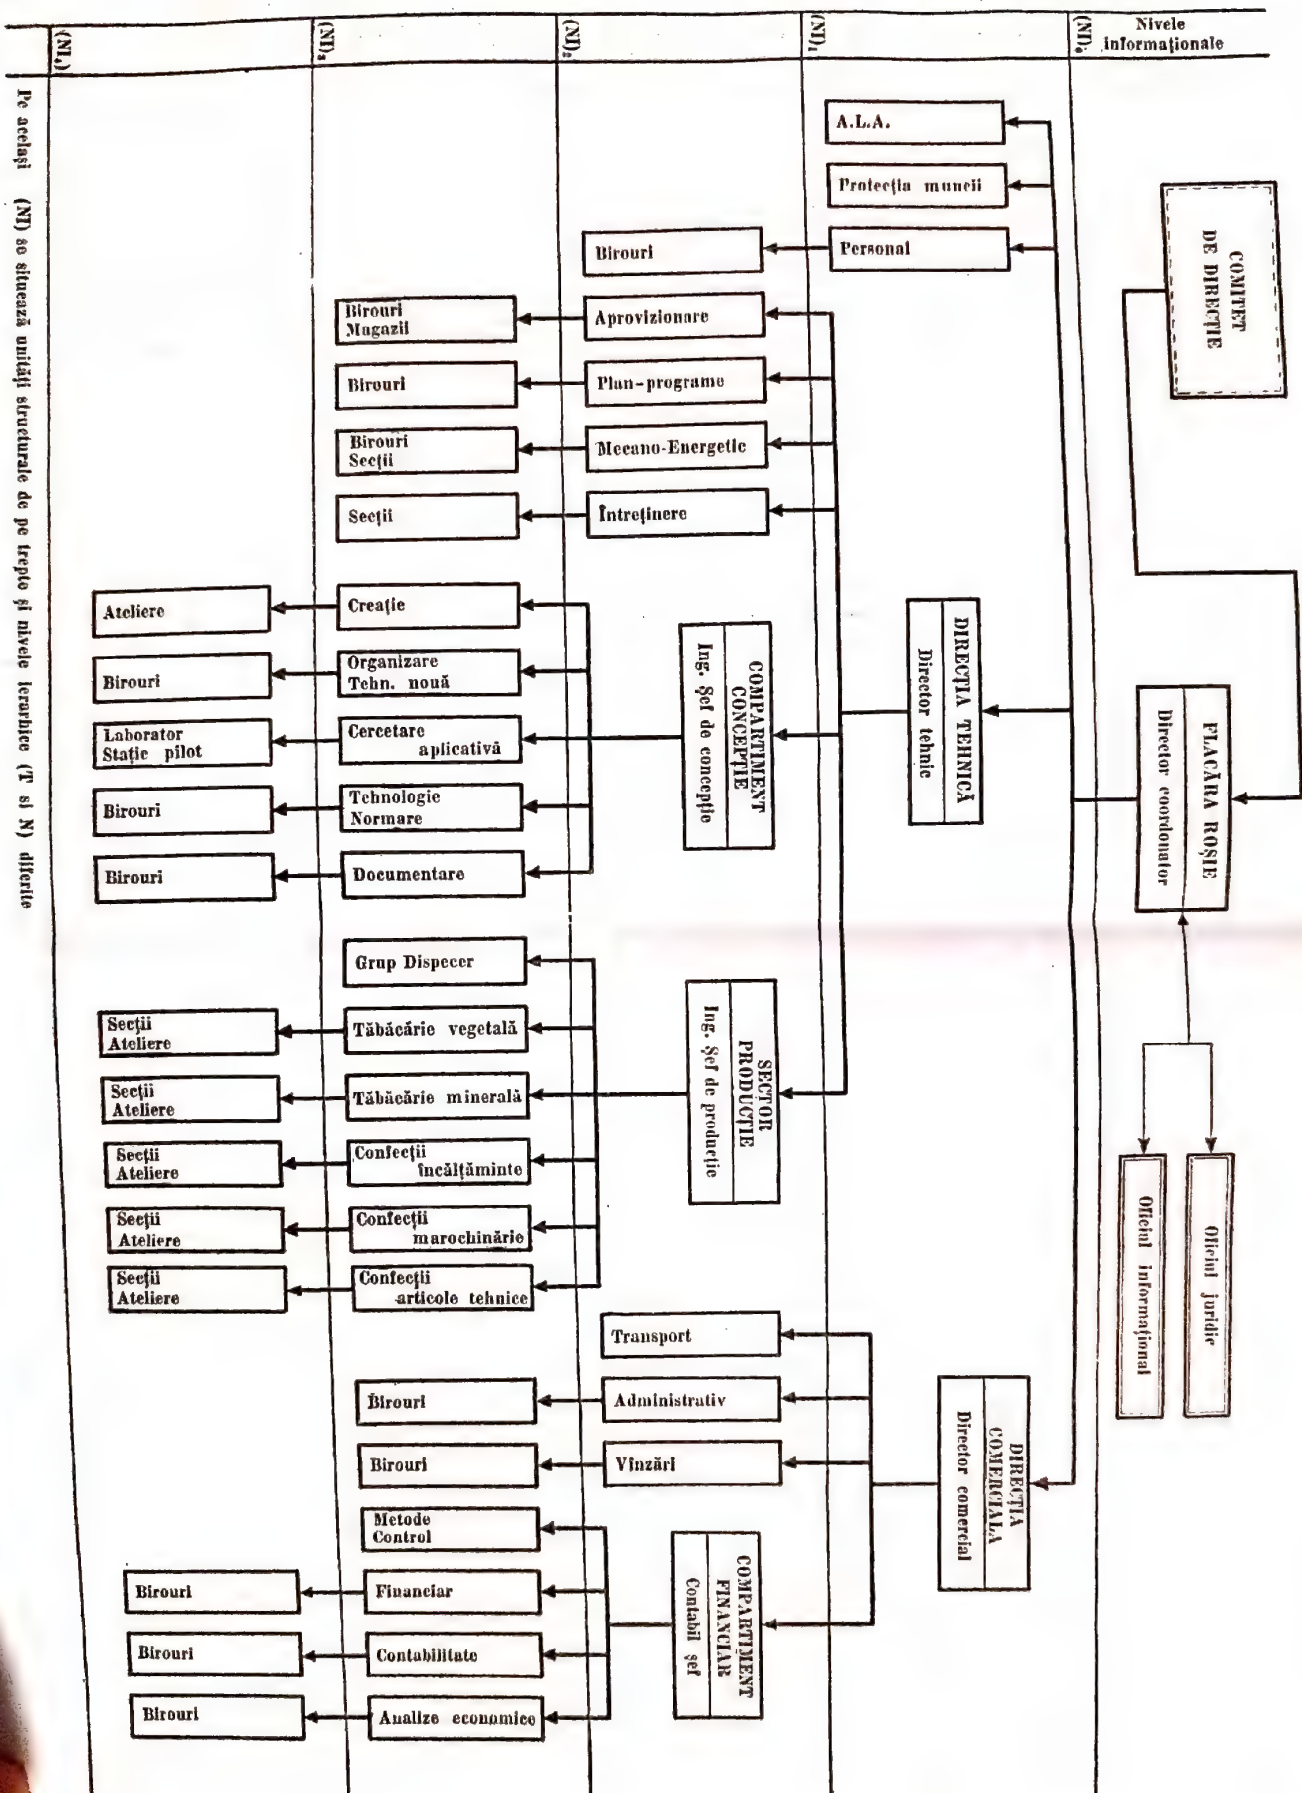 Nivele
informaționale
(NI)₀
(NI)₁
(NI)₂
(NI)₃
(NI₄)
COMITET
DE DIRECȚIE
FLACĂRA ROȘIE
Director coordonator
Oficiul juridic
Oficiul informațional
A.L.A.
Protecția muncii
Personal
Birouri
DIRECȚIA TEHNICĂ
Director tehnic
DIRECȚIA
COMERCIALA
Director comercial
Aprovizionare
Birouri
Magazii
Plan-programe
Birouri
Mecano-Energetic
Birouri
Secții
Întreținere
Secții
COMPARTIMENT
CONCEPȚIE
Ing. Șef de concepție
Creație
Ateliere
Organizare
Tehn. nouă
Birouri
Cercetare
aplicativă
Laborator
Stație pilot
Tehnologie
Normare
Birouri
Documentare
Birouri
SECTOR
PRODUCȚIE
Ing. Șef de producție
Grup Dispecer
Tăbăcărie vegetală
Secții
Ateliere
Tăbăcărie minerală
Secții
Ateliere
Confecții
încălțăminte
Secții
Ateliere
Confecții
marochinărie
Secții
Ateliere
Confecții
articole tehnice
Secții
Ateliere
Transport
Administrativ
Birouri
Vînzări
Birouri
COMPARTIMENT
FINANCIAR
Contabil șef
Metode
Control
Financiar
Birouri
Contabilitate
Birouri
Analize economice
Birouri
Pe același (NI) se situează unități structurale de pe trepte și nivele ierarhice (T si N) diferite